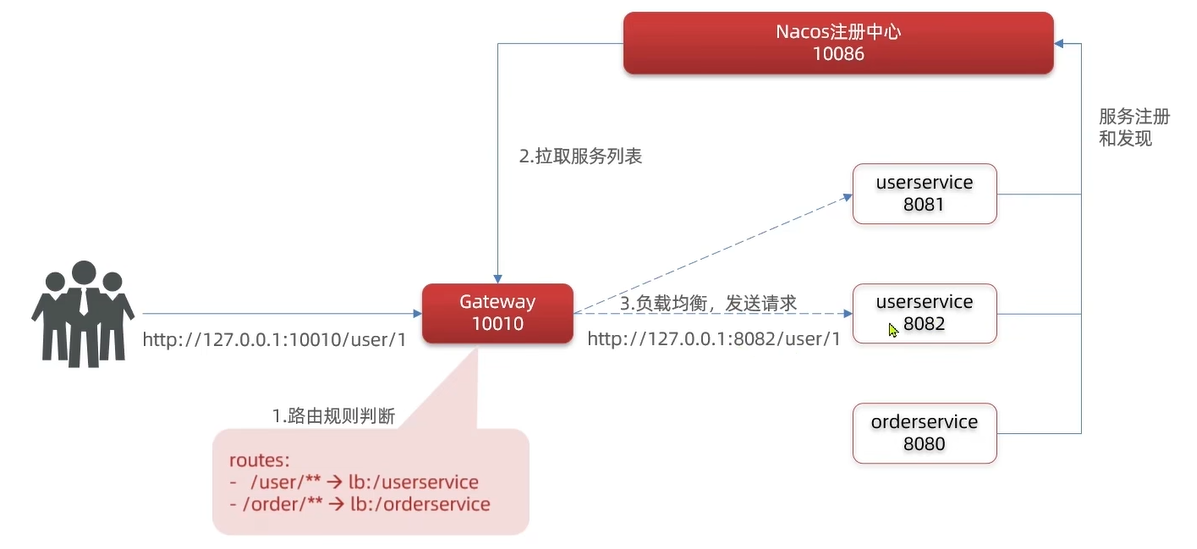 Nacos注册中心
10086
服务注册
和发现
2.拉取服务列表
userservice
8081
Gateway
10010
3.负载均衡，发送请求
userservice
8082
http://127.0.0.1:10010/user/1
http://127.0.0.1:8082/user/1
1.路由规则判断
orderservice
8080
routes:
- /user/** → lb:/userservice
- /order/** → lb:/orderservice